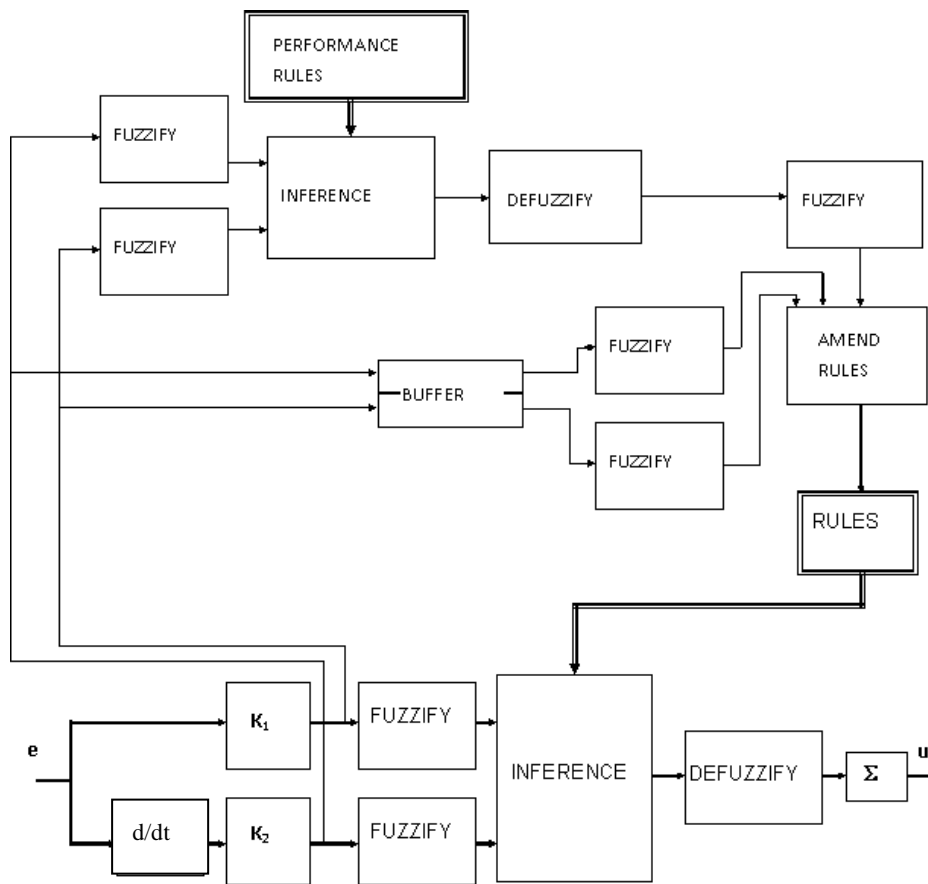 PERFORMANCE
RULES
FUZZIFY
INFERENCE
DEFUZZIFY
FUZZIFY
FUZZIFY
FUZZIFY
AMEND
RULES
BUFFER
FUZZIFY
RULES
K₁
FUZZIFY
e
INFERENCE
DEFUZZIFY
Σ
u
d/dt
K₂
FUZZIFY